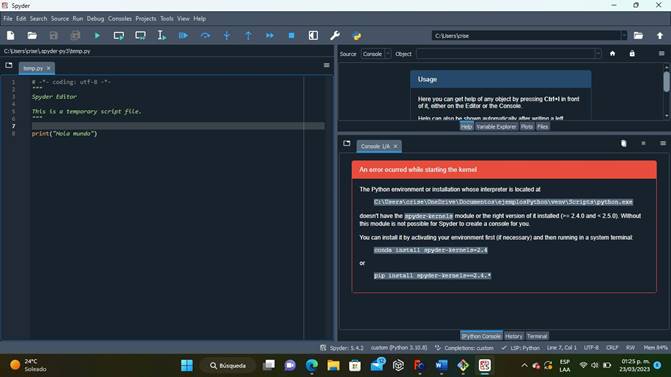 Spyder
File Edit Search Source Run Debug Consoles Projects Tools View Help
C:\Users\crise
C:\Users\crise\.spyder-py3\temp.py
temp.py
1 # -*- coding: utf-8 -*-
2 """
3 Spyder Editor
4
5 This is a temporary script file.
6 """
7
8 print("Hola mundo")
Source Console Object
Usage
Here you can get help of any object by pressing Ctrl+I in front
of it, either on the Editor or the Console.
Help can also be shown automatically after writing a left
Help Variable Explorer Plots Files
Console 1/A
An error ocurred while starting the kernel
The Python environment or installation whose interpreter is located at
C:\Users\crise\OneDrive\Documentos\ejemplosPython\venv\Scripts\python.exe
doesn't have the spyder-kernels module or the right version of it installed (>= 2.4.0 and < 2.5.0). Without
this module is not possible for Spyder to create a console for you.
You can install it by activating your environment first (if necessary) and then running in a system terminal:
conda install spyder-kernels=2.4
or
pip install spyder-kernels==2.4.*
IPython Console History Terminal
Spyder: 5.4.2 custom (Python 3.10.8) Completions: custom LSP: Python Line 7, Col 1 UTF-8 CRLF RW Mem 84%
24°C
Soleado
Búsqueda
ESP
LAA
01:25 p. m.
23/03/2023